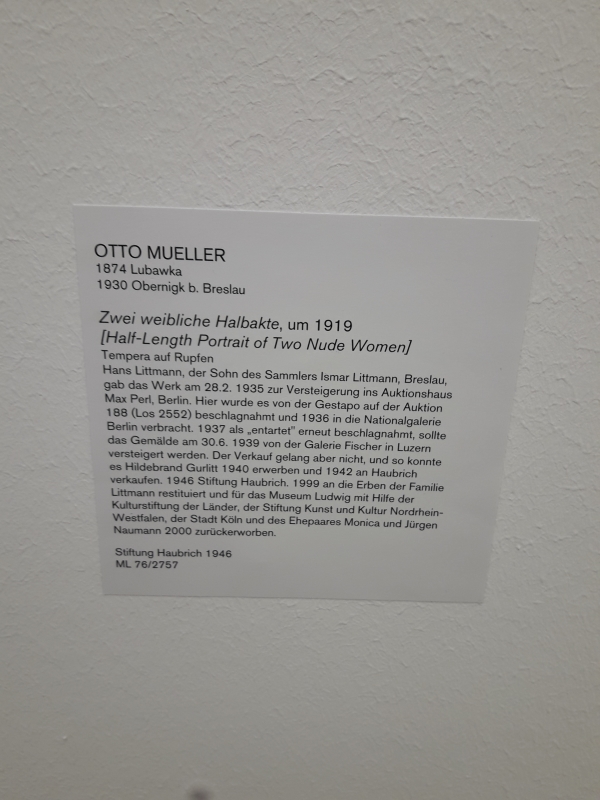 OTTO MUELLER
1874 Lubawka
1930 Obernigk b. Breslau
Zwei weibliche Halbakte, um 1919
[Half-Length Portrait of Two Nude Women]
Tempera auf Rupfen
Hans Littmann, der Sohn des Sammlers Ismar Littmann, Breslau,
gab das Werk am 28.2. 1935 zur Versteigerung ins Auktionshaus
Max Perl, Berlin. Hier wurde es von der Gestapo auf der Auktion
188 (Los 2552) beschlagnahmt und 1936 in die Nationalgalerie
Berlin verbracht. 1937 als „entartet“ erneut beschlagnahmt, sollte
das Gemälde am 30.6. 1939 von der Galerie Fischer in Luzern
versteigert werden. Der Verkauf gelang aber nicht, und so konnte
es Hildebrand Gurlitt 1940 erwerben und 1942 an Haubrich
verkaufen. 1946 Stiftung Haubrich. 1999 an die Erben der Familie
Littmann restituiert und für das Museum Ludwig mit Hilfe der
Kulturstiftung der Länder, der Stiftung Kunst und Kultur Nordrhein-
Westfalen, der Stadt Köln und des Ehepaares Monica und Jürgen
Naumann 2000 zurückerworben.
Stiftung Haubrich 1946
ML 76/2757